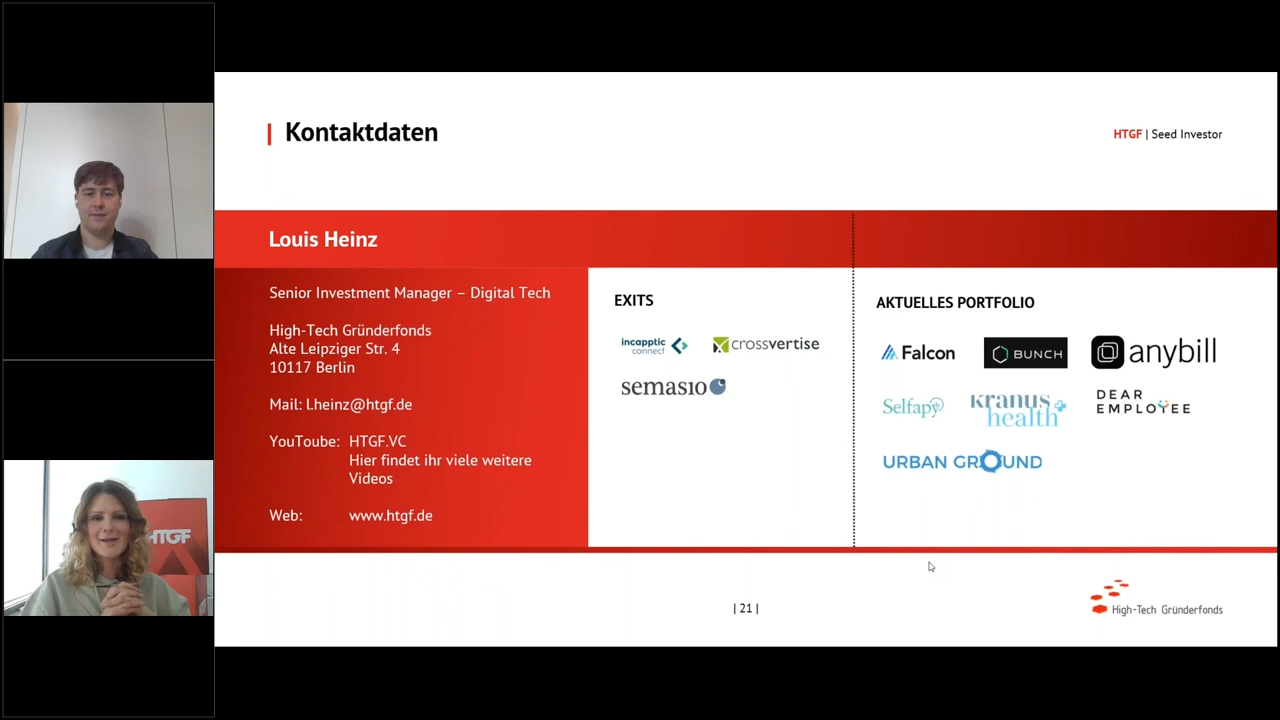 Kontaktdaten
HTGF | Seed Investor
Louis Heinz
Senior Investment Manager – Digital Tech
High-Tech Gründerfonds
Alte Leipziger Str. 4
10117 Berlin
Mail: l.heinz@htgf.de
YouToube: HTGF.VC
Hier findet ihr viele weitere
Videos
Web: www.htgf.de
EXITS
incapptic
connect
crossvertise
semasio
AKTUELLES PORTFOLIO
Falcon
BUNCH
anybill
Selfapy
kranus
health
DEAR
EMPLOYEE
URBAN GROUND
HTGF
| 21 |
High-Tech Gründerfonds